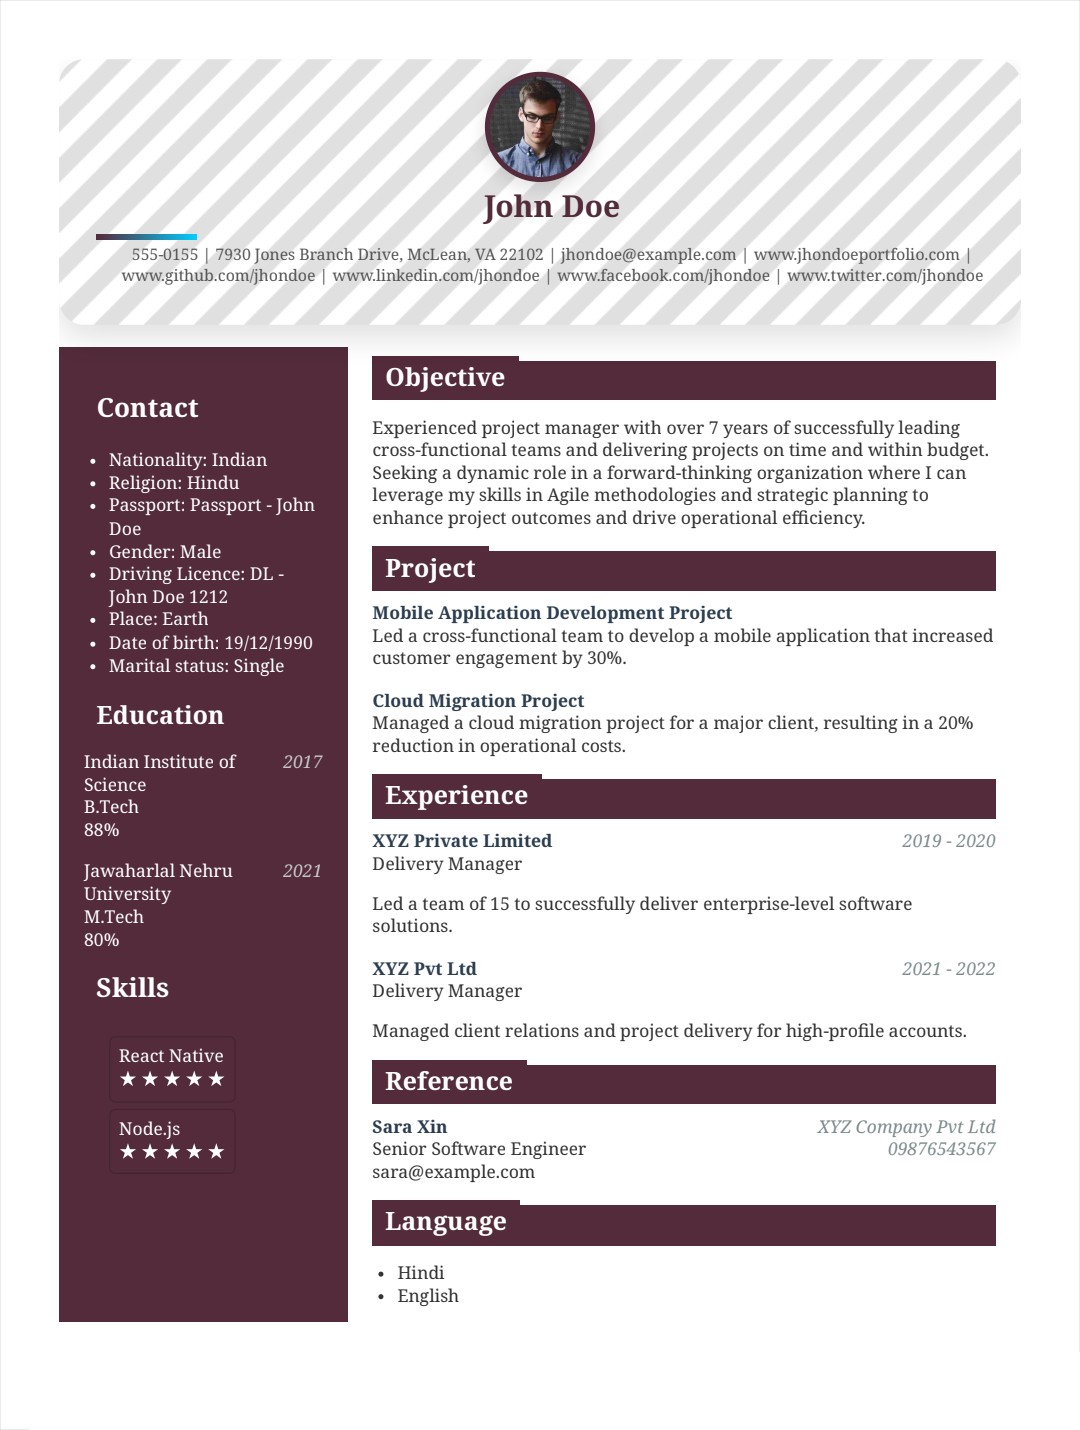 John Doe
555-0155 | 7930 Jones Branch Drive, McLean, VA 22102 | jhondoe@example.com | www.jhondoeportfolio.com |
www.github.com/jhondoe | www.linkedin.com/jhondoe | www.facebook.com/jhondoe | www.twitter.com/jhondoe
Contact
• Nationality: Indian
• Religion: Hindu
• Passport: Passport - John
Doe
• Gender: Male
• Driving Licence: DL -
John Doe 1212
• Place: Earth
• Date of birth: 19/12/1990
• Marital status: Single
Education
Indian Institute of 2017
Science
B.Tech
88%
Jawaharlal Nehru 2021
University
M.Tech
80%
Skills
React Native
★★★★★
Node.js
★★★★★
Objective
Experienced project manager with over 7 years of successfully leading
cross-functional teams and delivering projects on time and within budget.
Seeking a dynamic role in a forward-thinking organization where I can
leverage my skills in Agile methodologies and strategic planning to
enhance project outcomes and drive operational efficiency.
Project
Mobile Application Development Project
Led a cross-functional team to develop a mobile application that increased
customer engagement by 30%.
Cloud Migration Project
Managed a cloud migration project for a major client, resulting in a 20%
reduction in operational costs.
Experience
XYZ Private Limited 2019 - 2020
Delivery Manager
Led a team of 15 to successfully deliver enterprise-level software
solutions.
XYZ Pvt Ltd 2021 - 2022
Delivery Manager
Managed client relations and project delivery for high-profile accounts.
Reference
Sara Xin XYZ Company Pvt Ltd
Senior Software Engineer 09876543567
sara@example.com
Language
• Hindi
• English